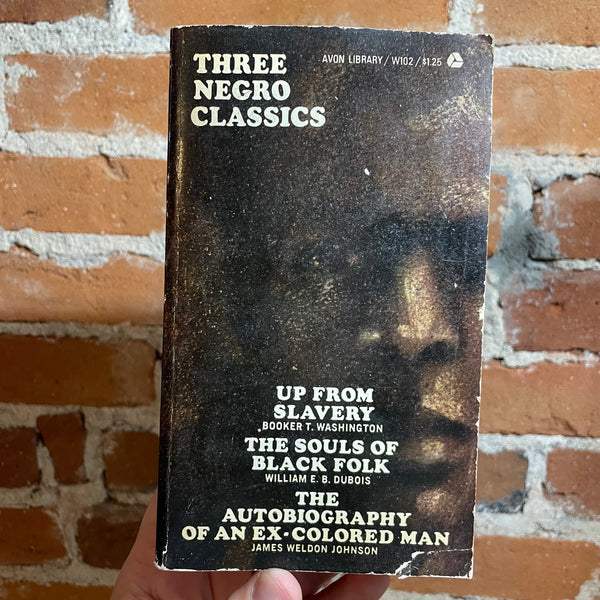 THREE
NEGRO
CLASSICS
AVON LIBRARY / W102 / $1.25
UP FROM
SLAVERY
BOOKER T. WASHINGTON
THE SOULS OF
BLACK FOLK
WILLIAM E. B. DUBOIS
THE
AUTOBIOGRAPHY
OF AN EX-COLORED MAN
JAMES WELDON JOHNSON